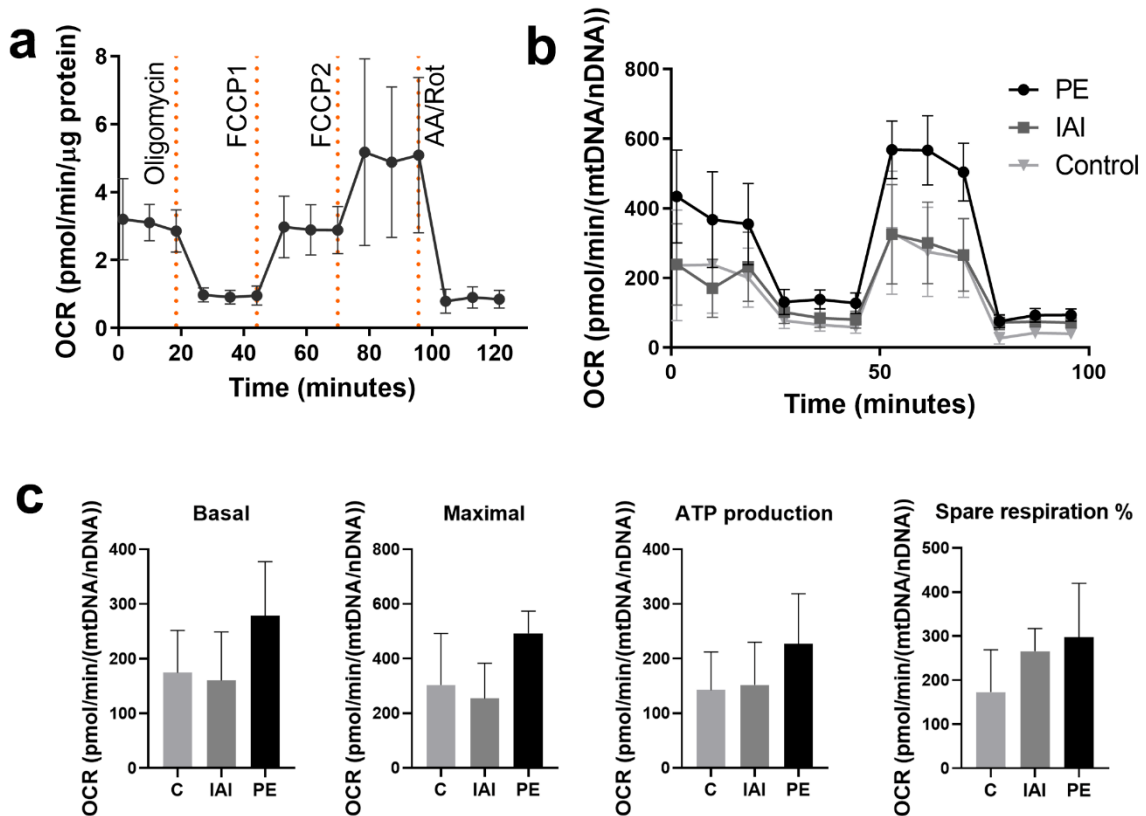 a
OCR (pmol/min/μg protein)
8
6
4
2
0
Oligomycin
FCCP1
FCCP2
AA/Rot
0 20 40 60 80 100 120
Time (minutes)
b
OCR (pmol/min/(mtDNA/nDNA))
800
600
400
200
0
PE
IAI
Control
0 50 100
Time (minutes)
c
Basal
OCR (pmol/min/(mtDNA/nDNA))
400
300
200
100
0
C IAI PE
Maximal
OCR (pmol/min/(mtDNA/nDNA))
800
600
400
200
0
C IAI PE
ATP production
OCR (pmol/min/(mtDNA/nDNA))
400
300
200
100
0
C IAI PE
Spare respiration %
OCR (pmol/min/(mtDNA/nDNA))
500
400
300
200
100
0
C IAI PE